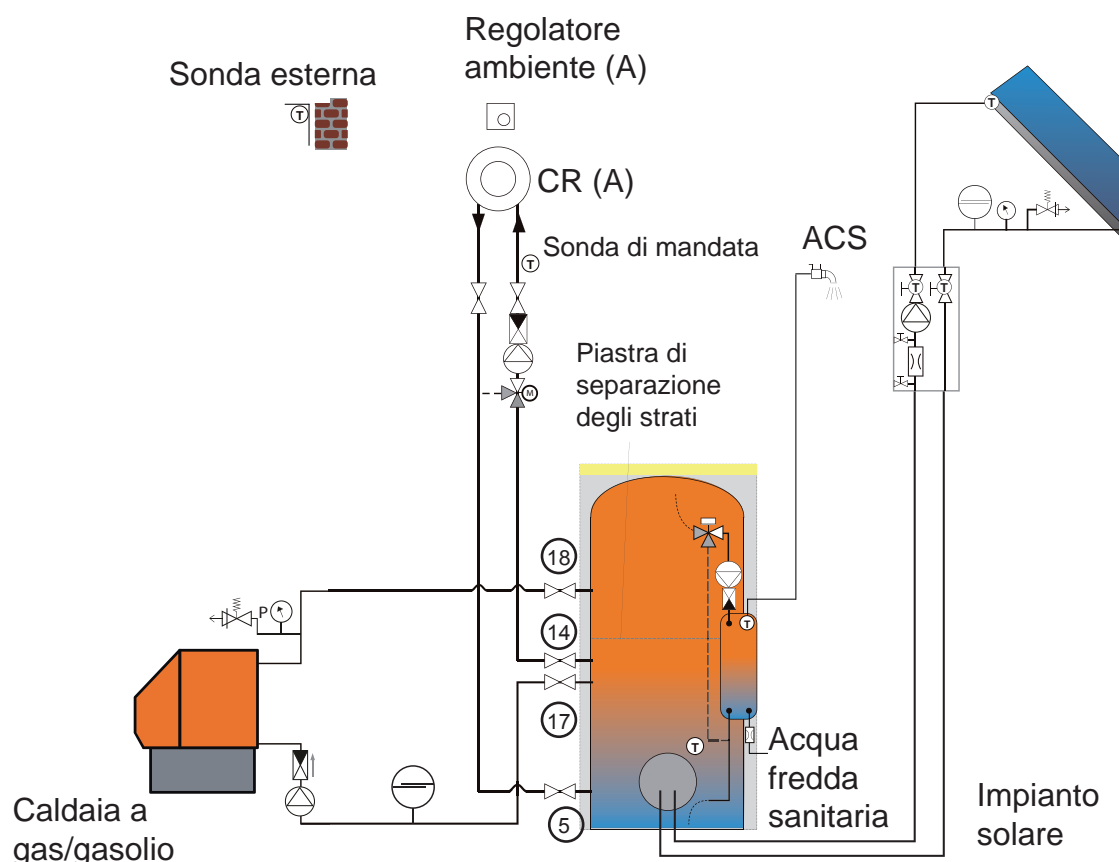 Regolatore
ambiente (A)
Sonda esterna
T
CR (A)
T
Sonda di mandata
ACS
T
T
T
M
Piastra di
separazione
degli strati
18
P
14
T
17
T
Acqua
fredda
sanitaria
5
Caldaia a
gas/gasolio
Impianto
solare